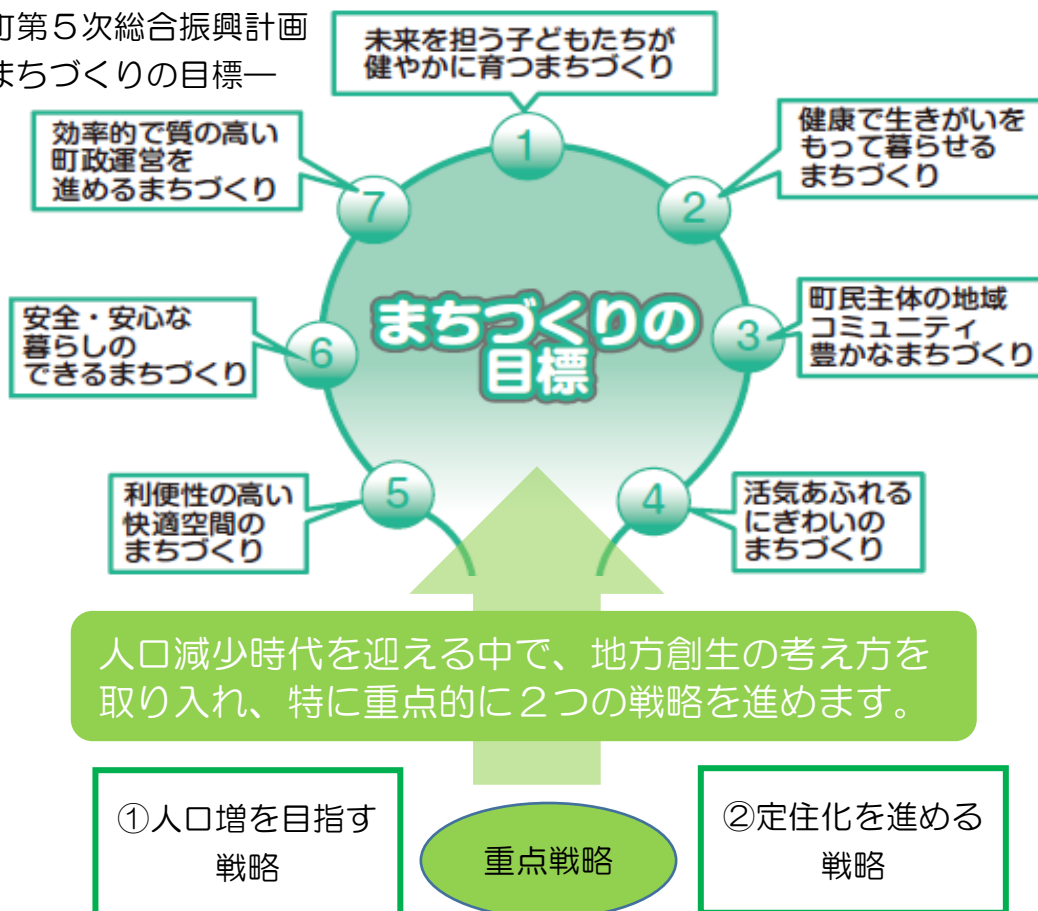 町第５次総合振興計画
まちづくりの目標―
未来を担う子どもたちが
健やかに育つまちづくり
1
健康で生きがいを
もって暮らせる
まちづくり
2
町民主体の地域
コミュニティ
豊かなまちづくり
3
活気あふれる
にぎわいの
まちづくり
4
利便性の高い
快適空間の
まちづくり
5
安全・安心な
暮らしの
できるまちづくり
6
効率的で質の高い
町政運営を
進めるまちづくり
7
まちづくりの
目標
人口減少時代を迎える中で、地方創生の考え方を
取り入れ、特に重点的に２つの戦略を進めます。
①人口増を目指す
戦略
重点戦略
②定住化を進める
戦略